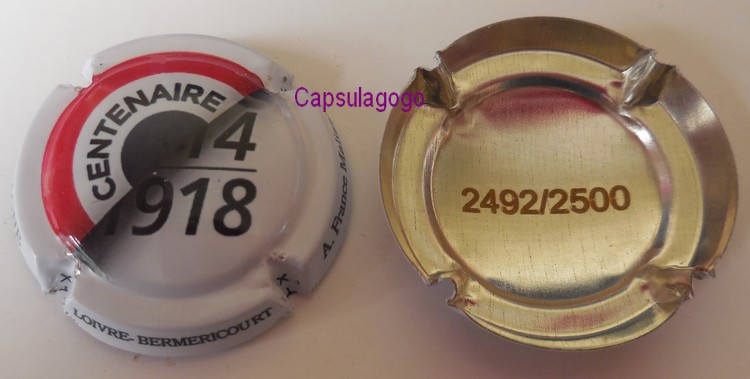 Capsulagogo
CENTENAIRE
14
1918
A. France
LOIVRE- BERMERICOURT
2492/2500